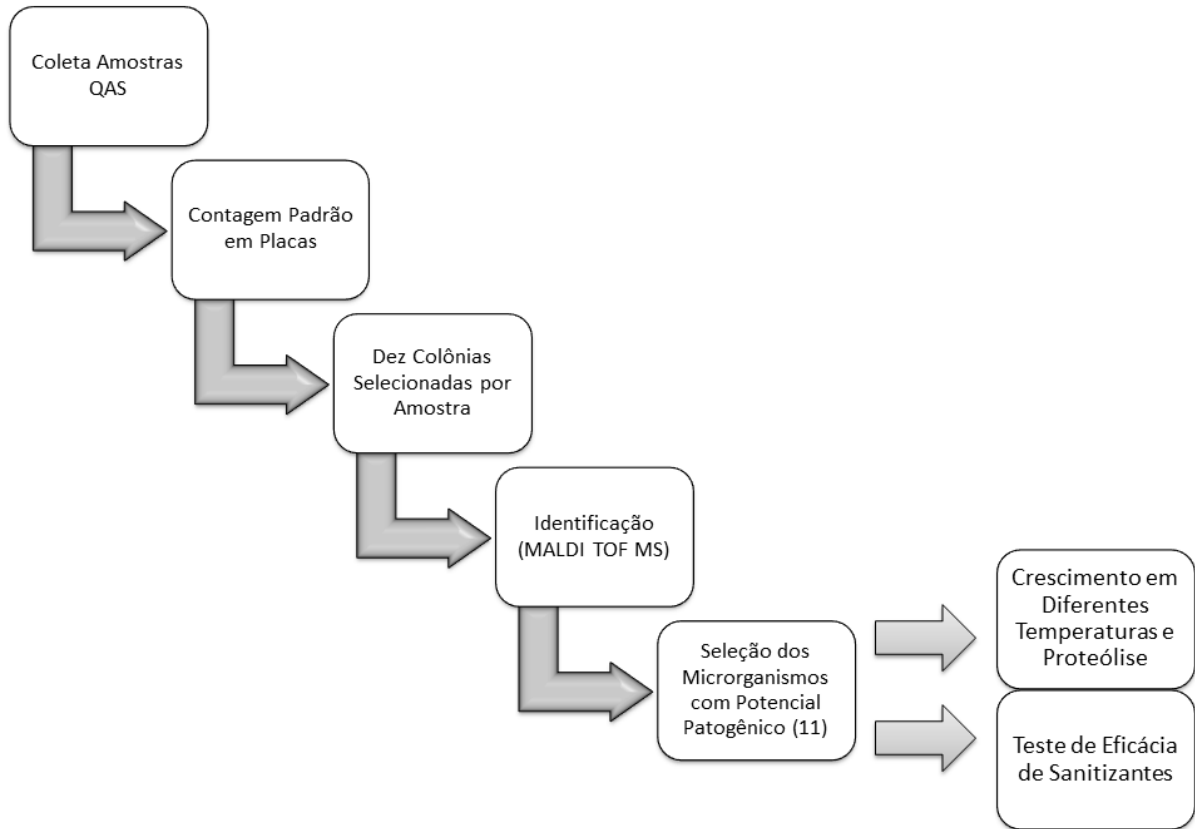 Coleta Amostras
QAS
Contagem Padrão
em Placas
Dez Colônias
Selecionadas por
Amostra
Identificação
(MALDI TOF MS)
Seleção dos
Microrganismos
com Potencial
Patogênico (11)
Crescimento em
Diferentes
Temperaturas e
Proteólise
Teste de Eficácia
de Sanitizantes